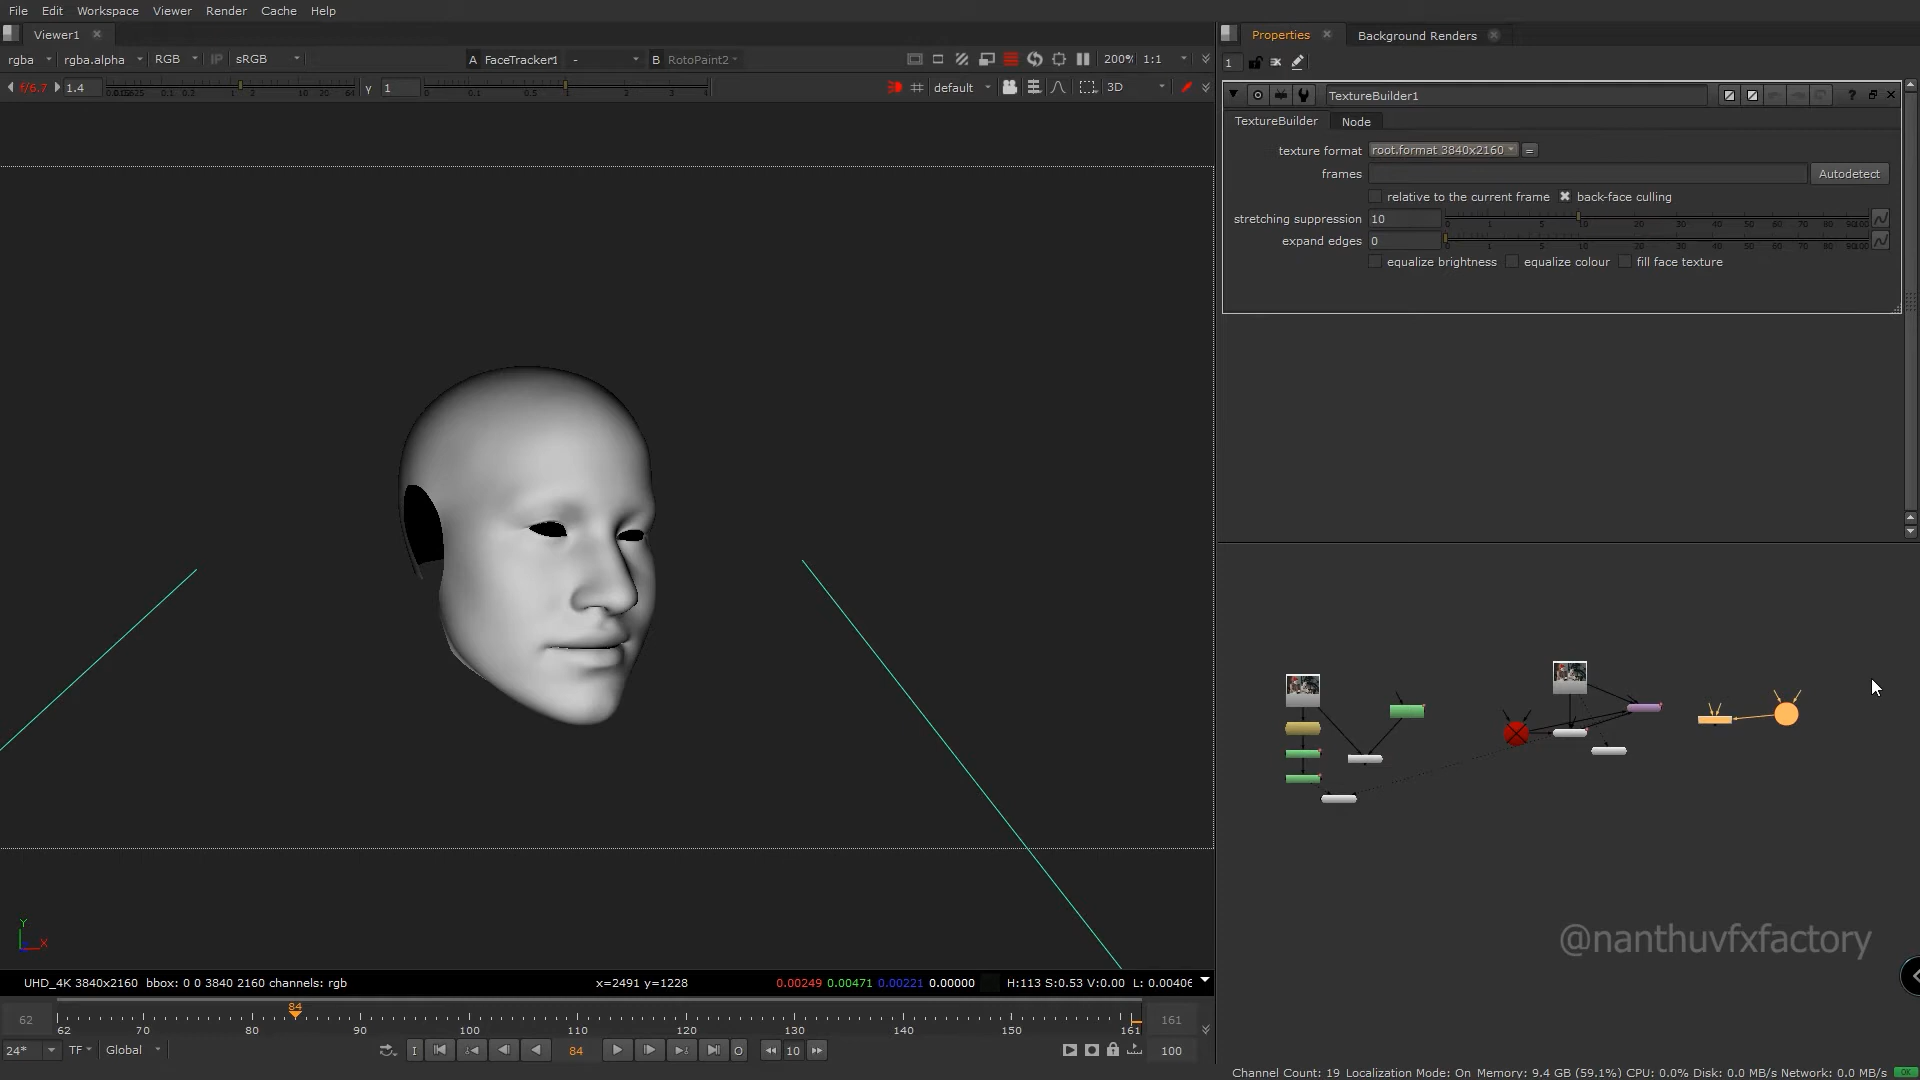 File Edit Workspace Viewer Render Cache Help
Viewer1
rgba rgba.alpha RGB IP sRGB A FaceTracker1 - B RotoPaint2 200% 1:1
f/6.7 1.4 y 1 default 3D
UHD_4K 3840x2160 bbox: 0 0 3840 2160 channels: rgb x=2491 y=1228 0.00249 0.00471 0.00221 0.00000 H:113 S:0.53 V:0.00 L: 0.00406
84
62 62 70 80 90 100 110 120 130 140 150 161 161
24* TF Global I 84 O 10 100
Y
X
Properties Background Renders
1
TextureBuilder1 ?
TextureBuilder Node
texture format root.format 3840x2160 =
frames Autodetect
relative to the current frame back-face culling
stretching suppression 10
expand edges 0
equalize brightness equalize colour fill face texture
@nanthuvfxfactory
Channel Count: 19 Localization Mode: On Memory: 9.4 GB (59.1%) CPU: 0.0% Disk: 0.0 MB/s Network: 0.0 MB/s